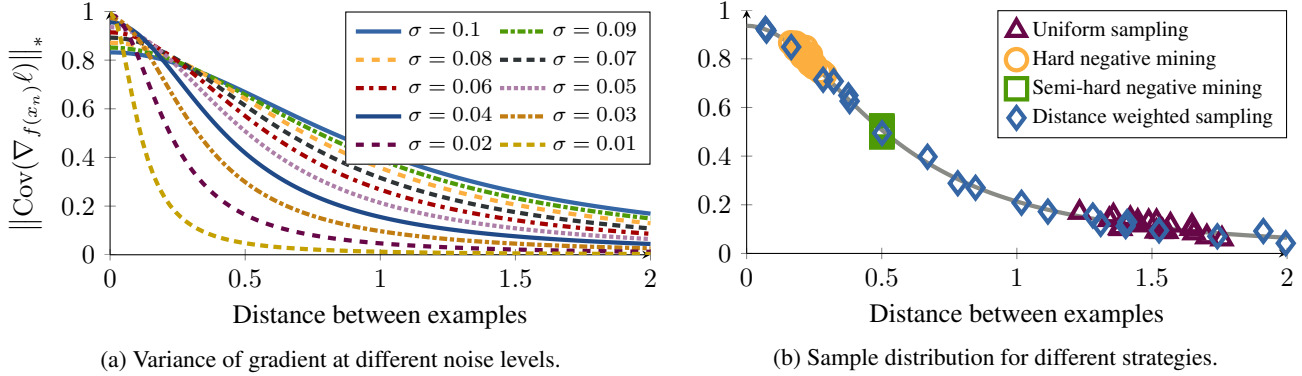 ‖Cov(∇_{f(x_n)}ℓ)‖_*
1
0.8
0.6
0.4
0.2
0
0 0.5 1 1.5 2
Distance between examples
σ = 0.1 σ = 0.09
σ = 0.08 σ = 0.07
σ = 0.06 σ = 0.05
σ = 0.04 σ = 0.03
σ = 0.02 σ = 0.01
(a) Variance of gradient at different noise levels.
1
0.8
0.6
0.4
0.2
0
0 0.5 1 1.5 2
Distance between examples
Uniform sampling
Hard negative mining
Semi-hard negative mining
Distance weighted sampling
(b) Sample distribution for different strategies.